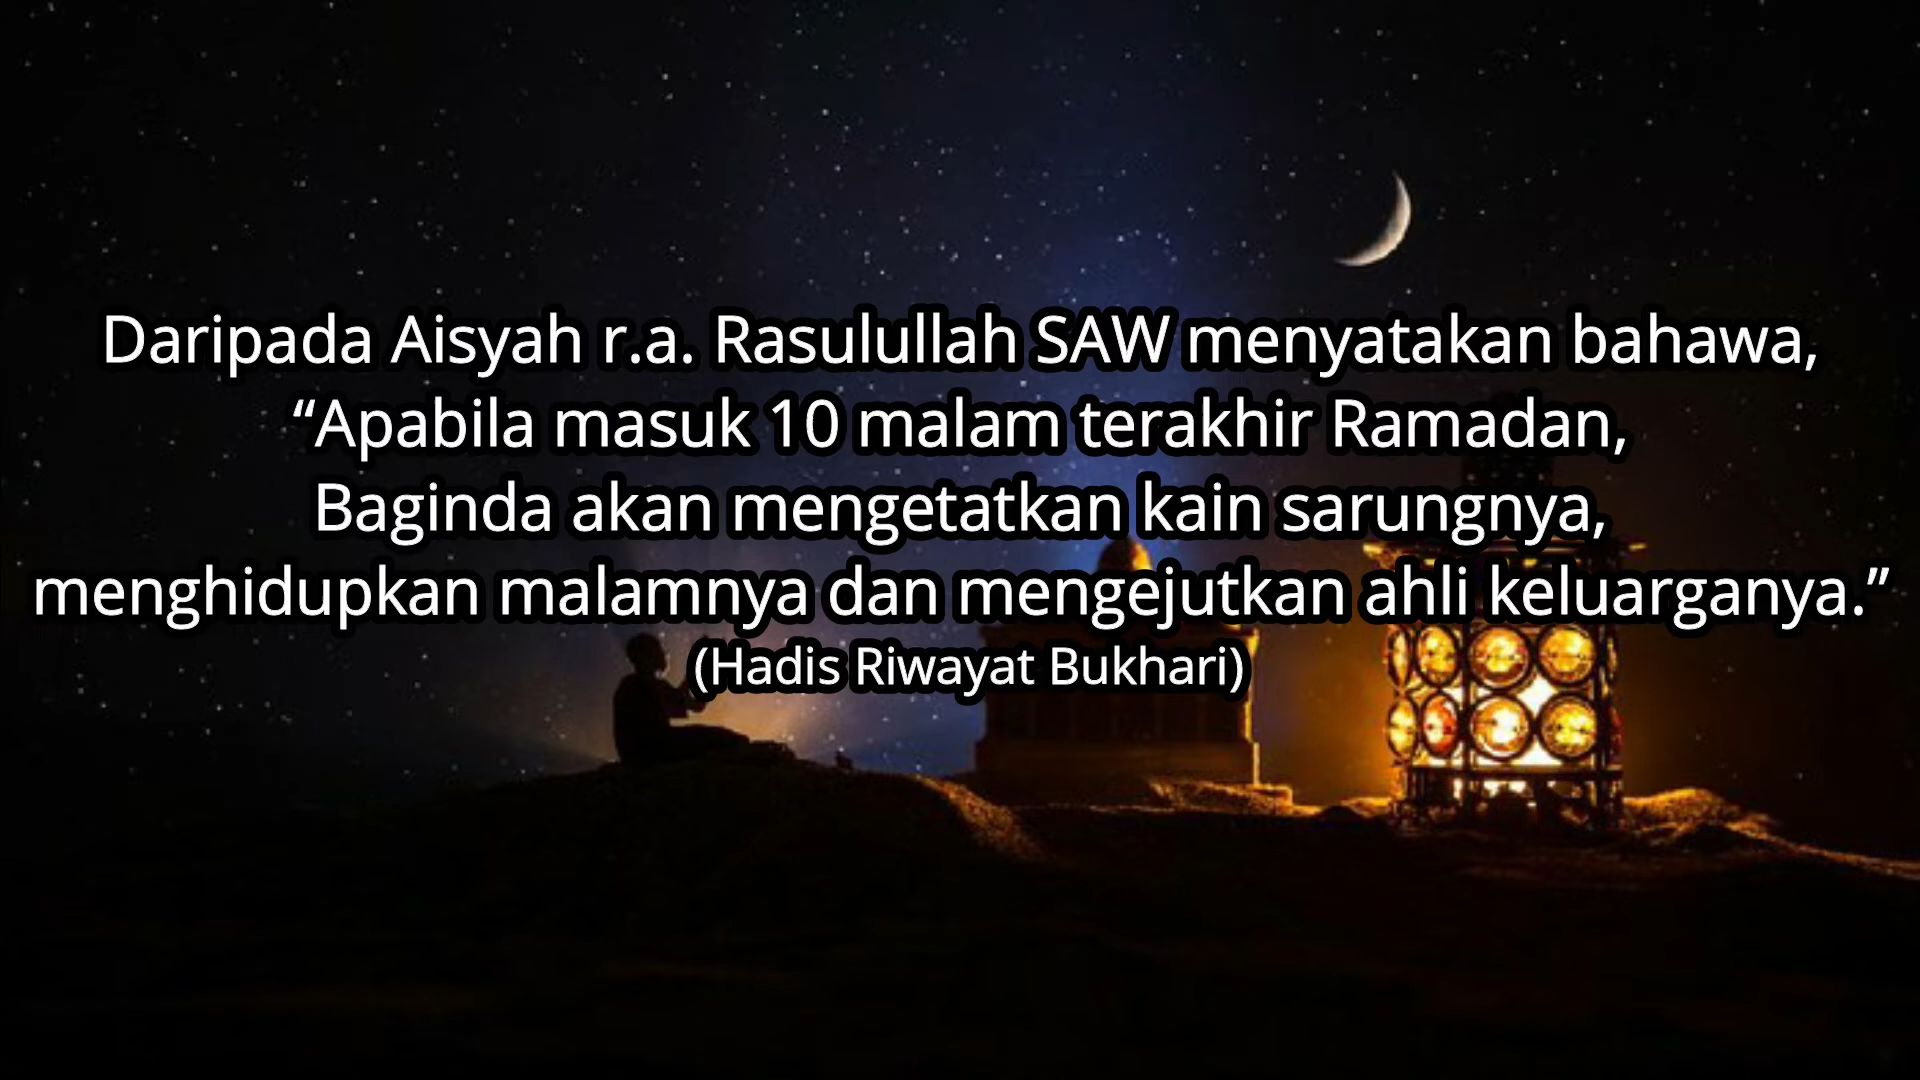 Daripada Aisyah r.a. Rasulullah SAW menyatakan bahawa,
“Apabila masuk 10 malam terakhir Ramadan,
Baginda akan mengetatkan kain sarungnya,
menghidupkan malamnya dan mengejutkan ahli keluarganya.”
(Hadis Riwayat Bukhari)